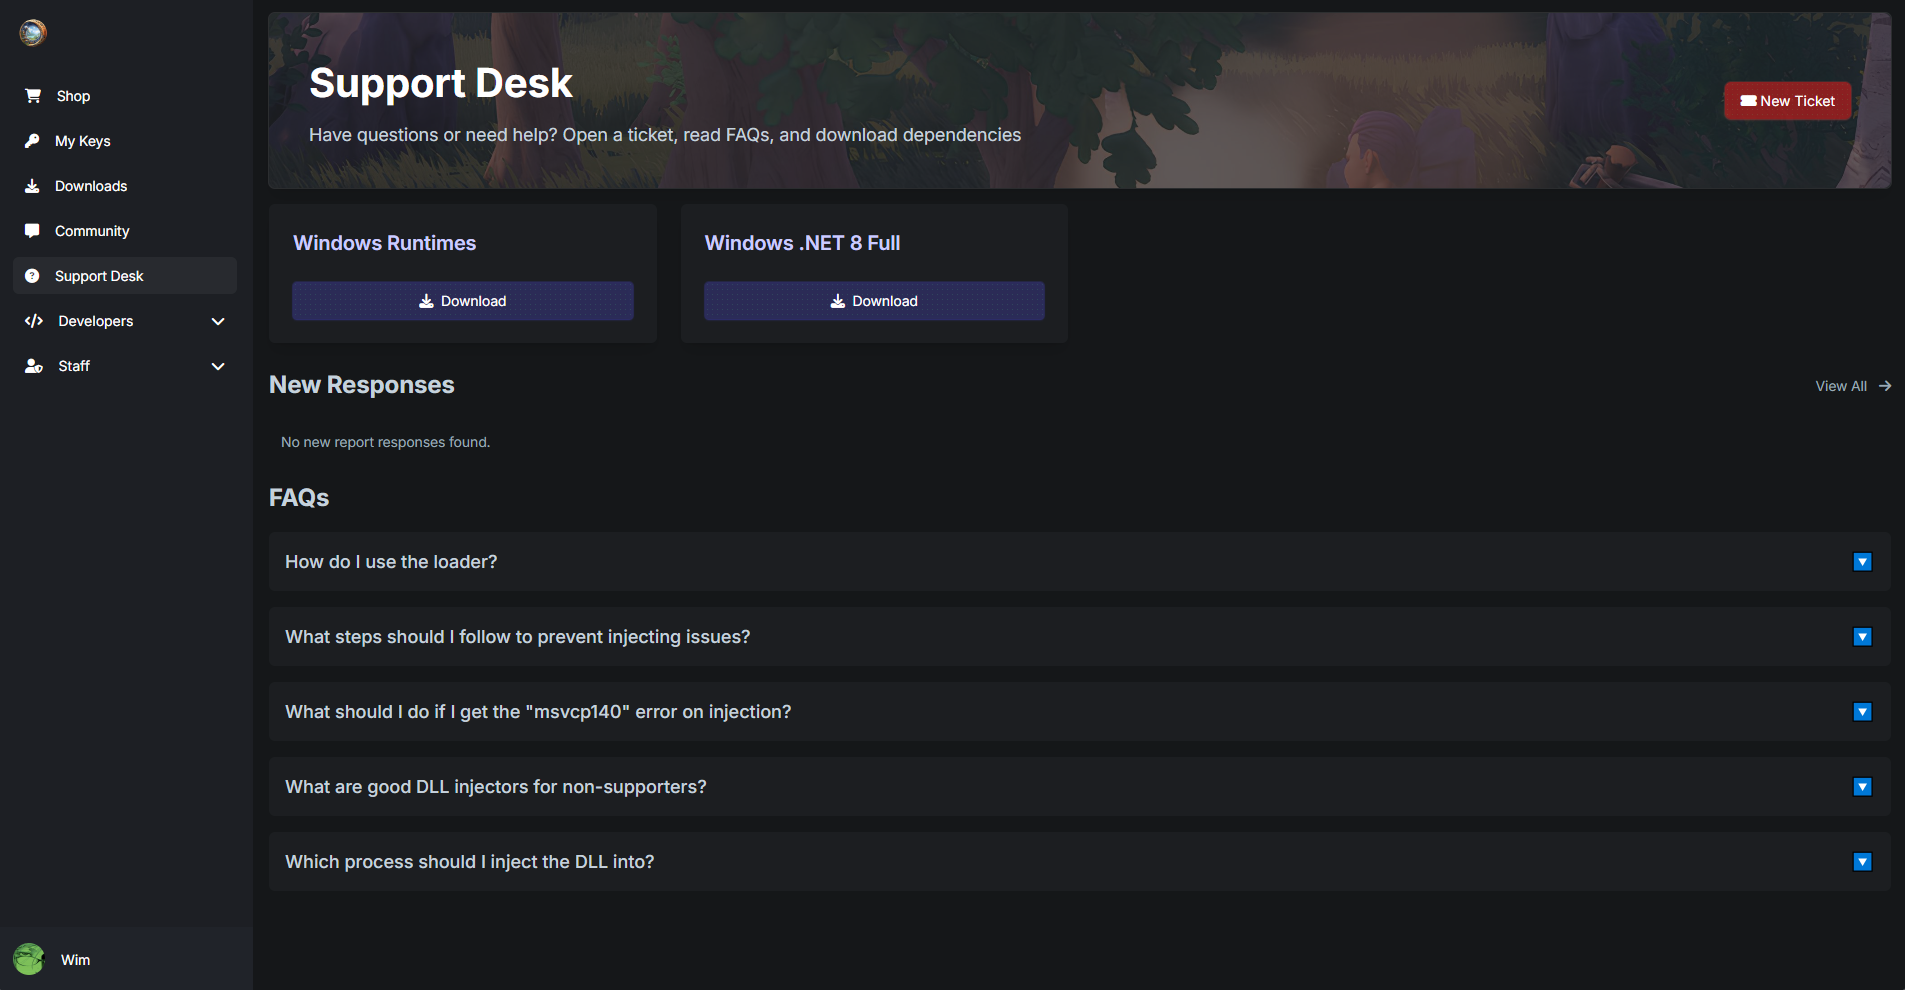 Shop
My Keys
Downloads
Community
Support Desk
Developers
Staff
Wim
Support Desk
Have questions or need help? Open a ticket, read FAQs, and download dependencies
New Ticket
Windows Runtimes
Download
Windows .NET 8 Full
Download
New Responses
View All
No new report responses found.
FAQs
How do I use the loader?
What steps should I follow to prevent injecting issues?
What should I do if I get the "msvcp140" error on injection?
What are good DLL injectors for non-supporters?
Which process should I inject the DLL into?